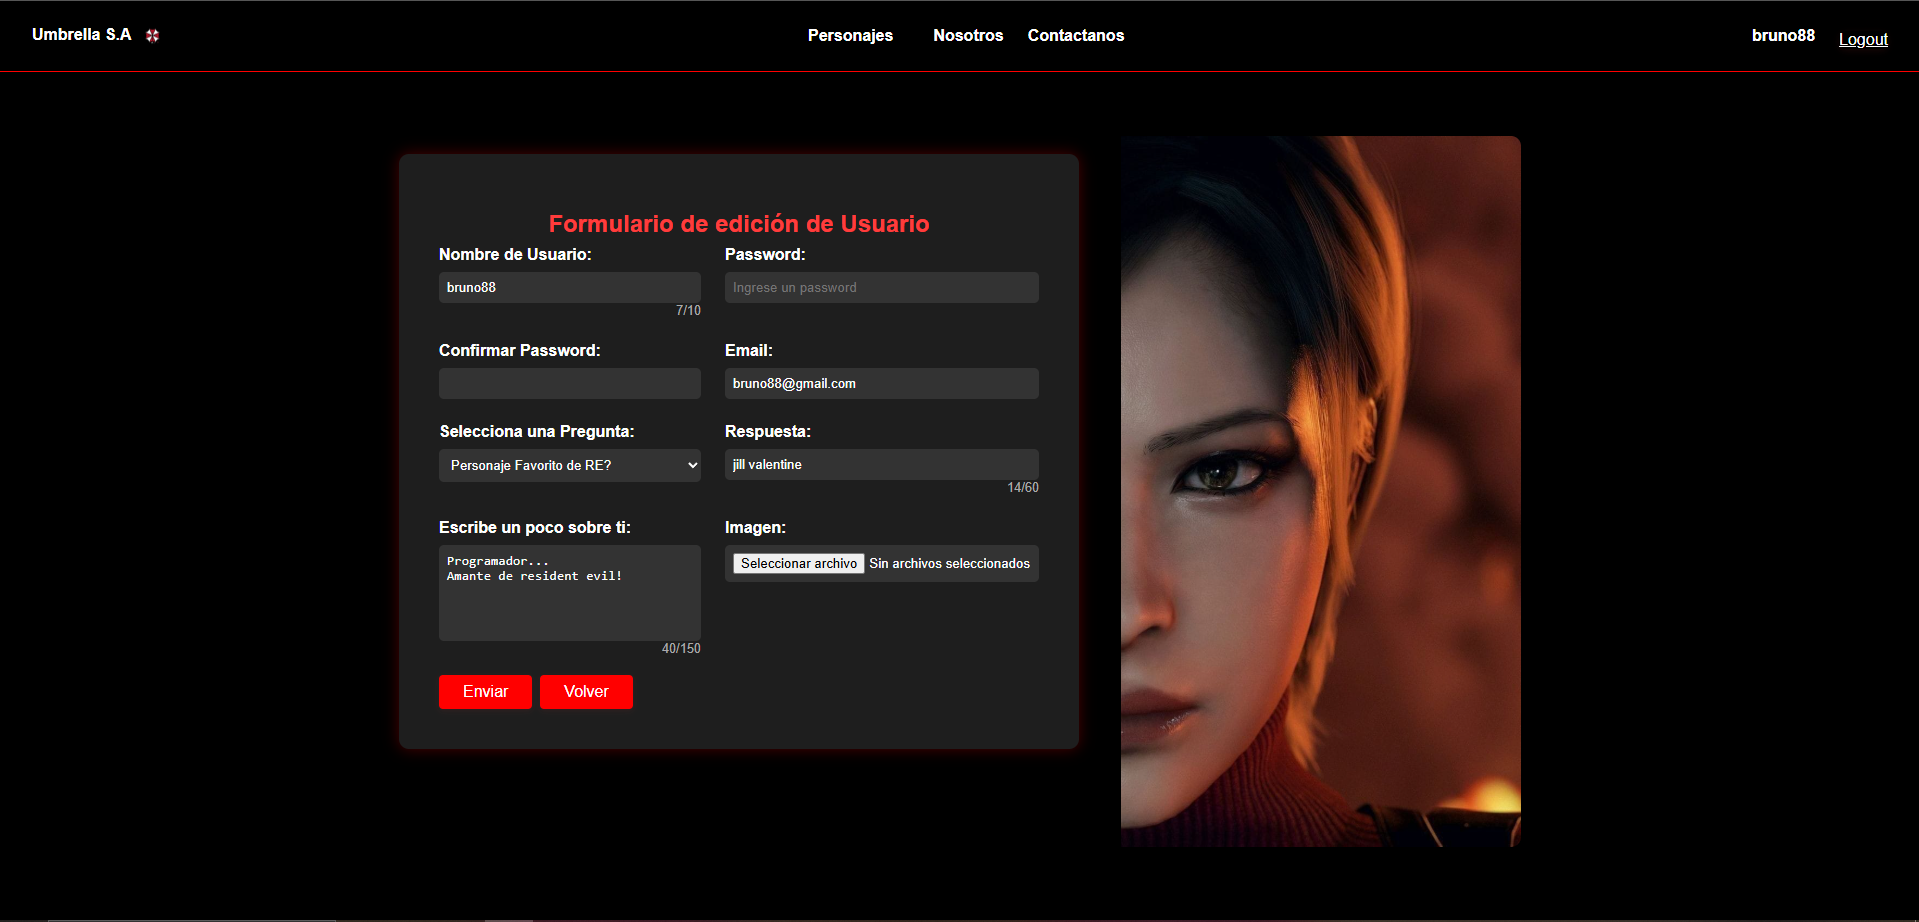 Umbrella S.A
Personajes Nosotros Contactanos
bruno88 Logout
Formulario de edición de Usuario
Nombre de Usuario: Password:
bruno88 Ingrese un password
7/10
Confirmar Password: Email:
bruno88@gmail.com
Selecciona una Pregunta: Respuesta:
Personaje Favorito de RE? jill valentine
14/60
Escribe un poco sobre ti: Imagen:
Programador...
Amante de resident evil!
Seleccionar archivo Sin archivos seleccionados
40/150
Enviar Volver